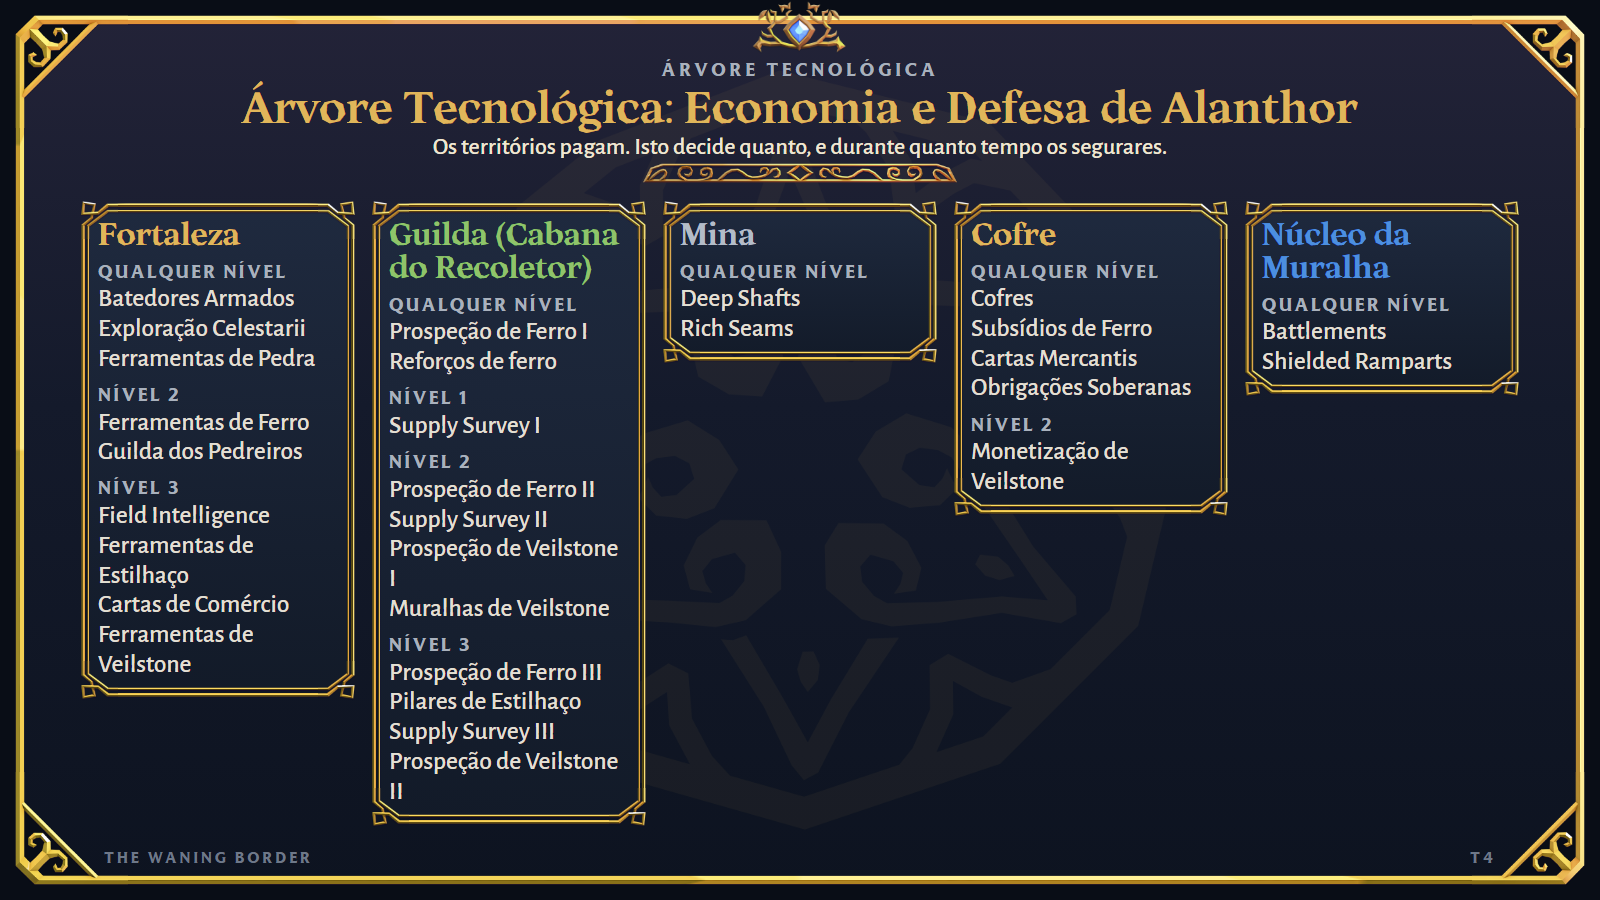 ÁRVORE TECNOLÓGICA
Árvore Tecnológica: Economia e Defesa de Alanthor
Os territórios pagam. Isto decide quanto, e durante quanto tempo os segurares.
Fortaleza
QUALQUER NÍVEL
Batedores Armados
Exploração Celestarii
Ferramentas de Pedra
NÍVEL 2
Ferramentas de Ferro
Guilda dos Pedreiros
NÍVEL 3
Field Intelligence
Ferramentas de
Estilhaço
Cartas de Comércio
Ferramentas de
Veilstone
Guilda (Cabana
do Recoletor)
QUALQUER NÍVEL
Prospeção de Ferro I
Reforços de ferro
NÍVEL 1
Supply Survey I
NÍVEL 2
Prospeção de Ferro II
Supply Survey II
Prospeção de Veilstone
I
Muralhas de Veilstone
NÍVEL 3
Prospeção de Ferro III
Pilares de Estilhaço
Supply Survey III
Prospeção de Veilstone
II
Mina
QUALQUER NÍVEL
Deep Shafts
Rich Seams
Cofre
QUALQUER NÍVEL
Cofres
Subsídios de Ferro
Cartas Mercantis
Obrigações Soberanas
NÍVEL 2
Monetização de
Veilstone
Núcleo da
Muralha
QUALQUER NÍVEL
Battlements
Shielded Ramparts
THE WANING BORDER
T4